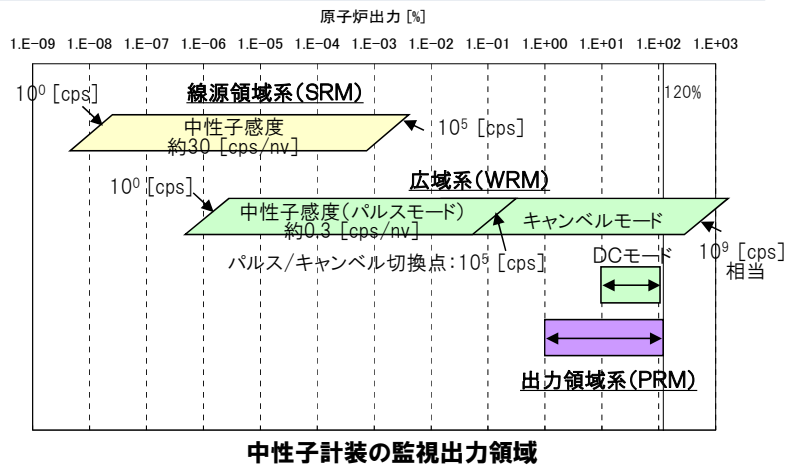 原子炉出力 [%]
1.E-09 1.E-08 1.E-07 1.E-06 1.E-05 1.E-04 1.E-03 1.E-02 1.E-01 1.E+00 1.E+01 1.E+02 1.E+03
120%
10⁰ [cps]
線源領域系(SRM)
中性子感度
約30 [cps/nv]
10⁵ [cps]
広域系(WRM)
10⁰ [cps]
中性子感度(パルスモード)
約0.3 [cps/nv]
キャンベルモード
パルス/キャンベル切換点:10⁵ [cps]
DCモード
10⁹ [cps]
相当
出力領域系(PRM)
中性子計装の監視出力領域